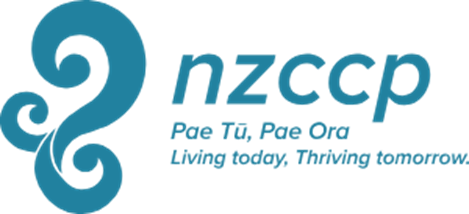 nzccp
Pae Tū, Pae Ora
Living today, Thriving tomorrow.